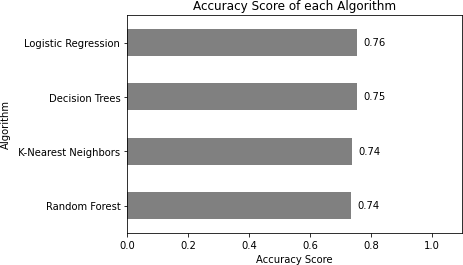 Accuracy Score of each Algorithm
Algorithm
Logistic Regression 0.76
Decision Trees 0.75
K-Nearest Neighbors 0.74
Random Forest 0.74
0.0 0.2 0.4 0.6 0.8 1.0
Accuracy Score